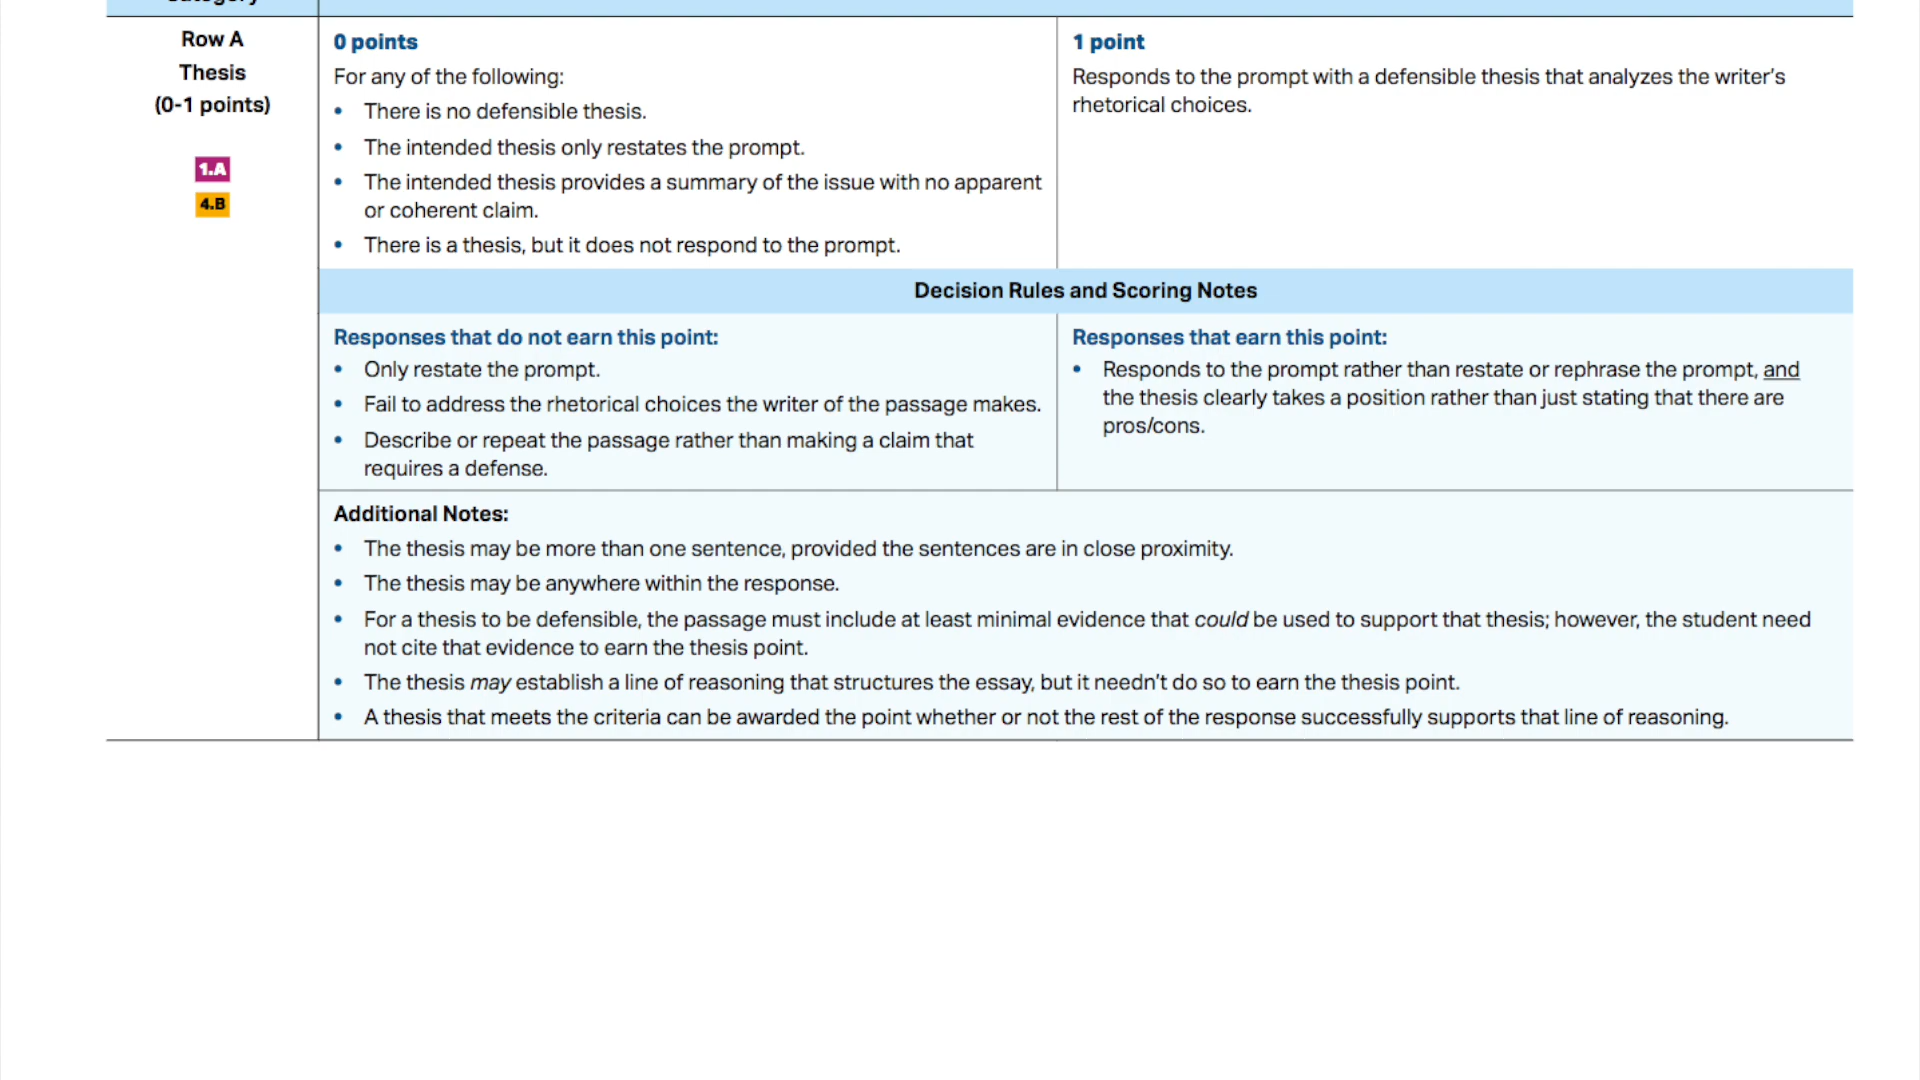 Category
Row A
Thesis
(0-1 points)
1.A
4.B
0 points
For any of the following:
• There is no defensible thesis.
• The intended thesis only restates the prompt.
• The intended thesis provides a summary of the issue with no apparent
or coherent claim.
• There is a thesis, but it does not respond to the prompt.
1 point
Responds to the prompt with a defensible thesis that analyzes the writer's
rhetorical choices.
Decision Rules and Scoring Notes
Responses that do not earn this point:
• Only restate the prompt.
• Fail to address the rhetorical choices the writer of the passage makes.
• Describe or repeat the passage rather than making a claim that
requires a defense.
Responses that earn this point:
• Responds to the prompt rather than restate or rephrase the prompt, and
the thesis clearly takes a position rather than just stating that there are
pros/cons.
Additional Notes:
• The thesis may be more than one sentence, provided the sentences are in close proximity.
• The thesis may be anywhere within the response.
• For a thesis to be defensible, the passage must include at least minimal evidence that could be used to support that thesis; however, the student need
not cite that evidence to earn the thesis point.
• The thesis may establish a line of reasoning that structures the essay, but it needn't do so to earn the thesis point.
• A thesis that meets the criteria can be awarded the point whether or not the rest of the response successfully supports that line of reasoning.